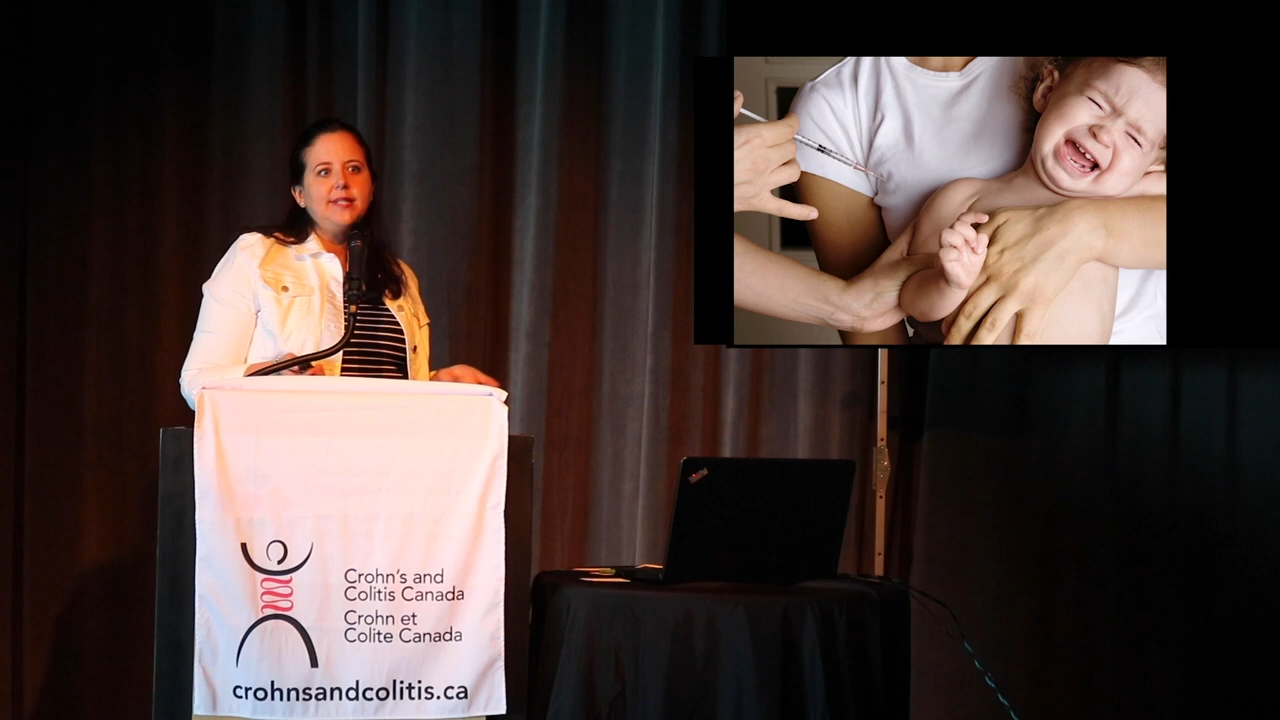 Crohn's and
Colitis Canada
Crohn et
Colite Canada
crohnsandcolitis.ca